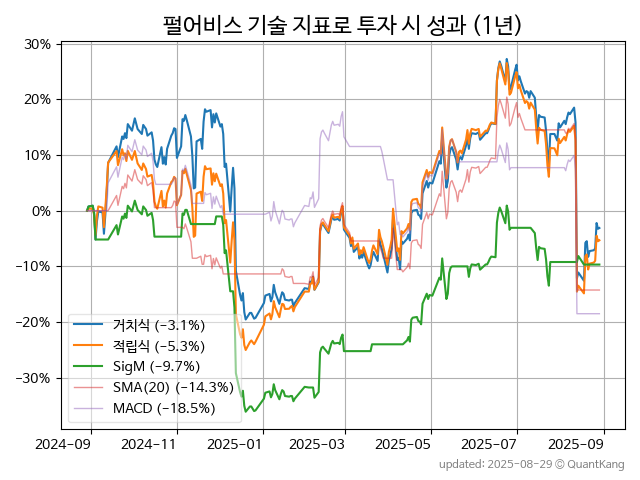 펄어비스 기술 지표로 투자 시 성과 (1년)
30%
20%
10%
0%
−10%
−20%
−30%
거치식 (−3.1%)
적립식 (−5.3%)
SigM (−9.7%)
SMA(20) (−14.3%)
MACD (−18.5%)
2024-09 2024-11 2025-01 2025-03 2025-05 2025-07 2025-09
updated: 2025-08-29 © QuantKang